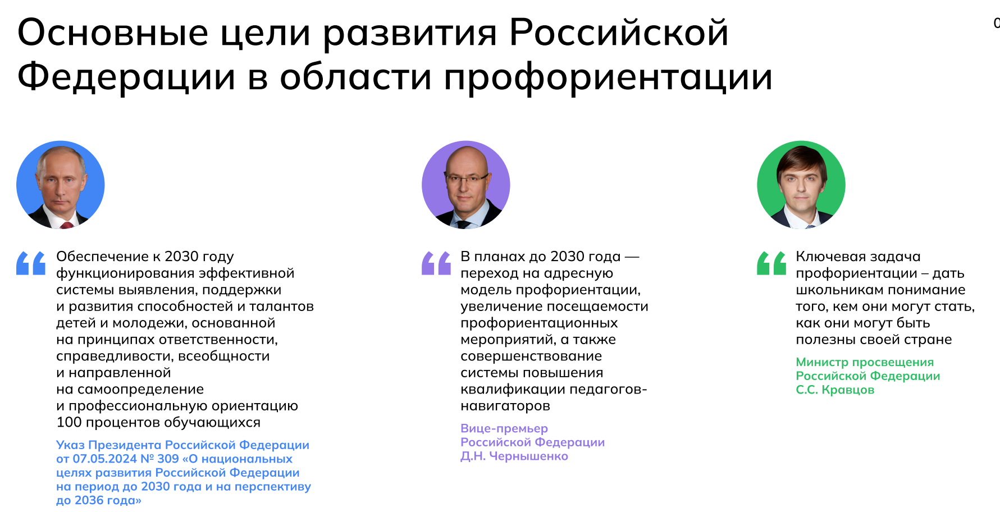 Основные цели развития Российской
Федерации в области профориентации
0
Обеспечение к 2030 году
функционирования эффективной
системы выявления, поддержки
и развития способностей и талантов
детей и молодежи, основанной
на принципах ответственности,
справедливости, всеобщности
и направленной
на самоопределение
и профессиональную ориентацию
100 процентов обучающихся
Указ Президента Российской Федерации
от 07.05.2024 № 309 «О национальных
целях развития Российской Федерации
на период до 2030 года и на перспективу
до 2036 года»
В планах до 2030 года —
переход на адресную
модель профориентации,
увеличение посещаемости
профориентационных
мероприятий, а также
совершенствование
системы повышения
квалификации педагогов-
навигаторов
Вице-премьер
Российской Федерации
Д.Н. Чернышенко
Ключевая задача
профориентации – дать
школьникам понимание
того, кем они могут стать,
как они могут быть
полезны своей стране
Министр просвещения
Российской Федерации
С.С. Кравцов